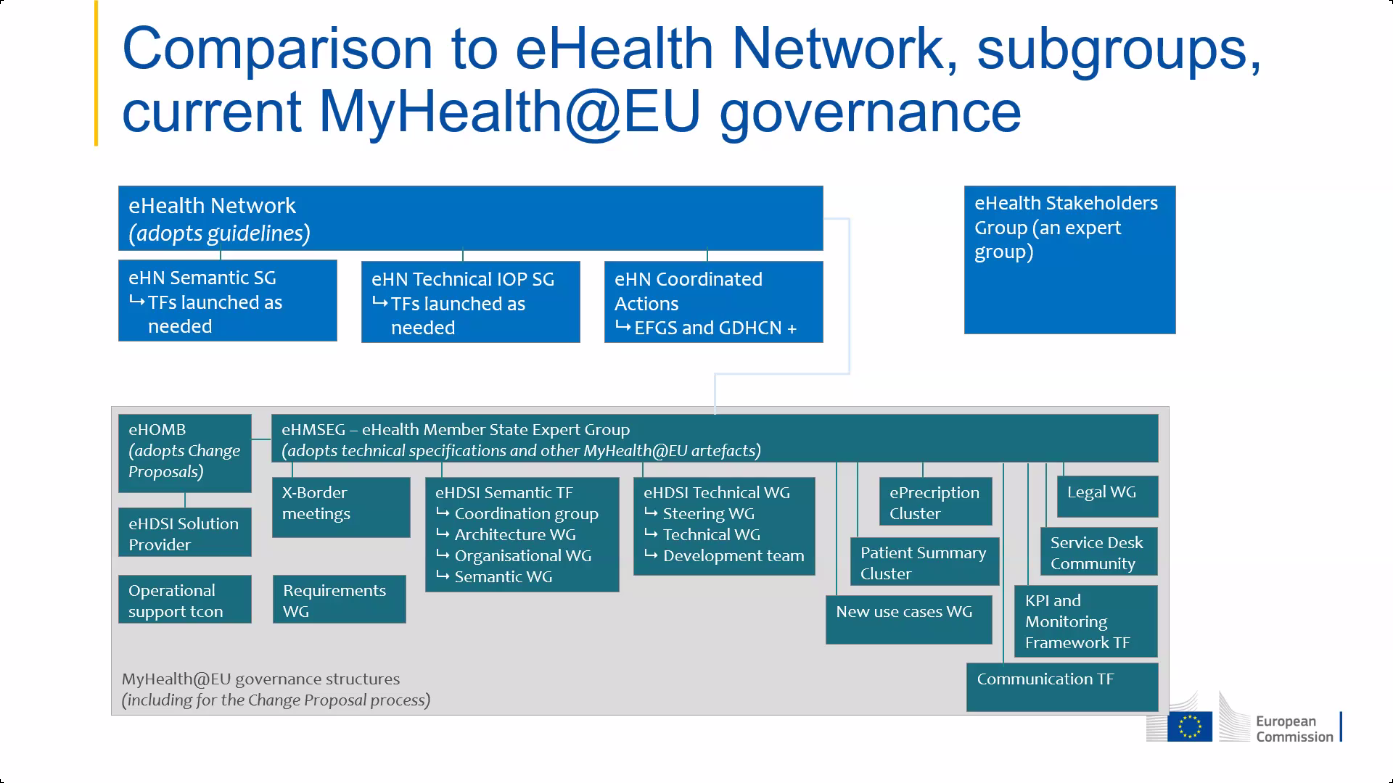 Comparison to eHealth Network, subgroups,
current MyHealth@EU governance
eHealth Network
(adopts guidelines)
eHealth Stakeholders
Group (an expert
group)
eHN Semantic SG
↳ TFs launched as
needed
eHN Technical IOP SG
↳ TFs launched as
needed
eHN Coordinated
Actions
↳ EFGS and GDHCN +
eHOMB
(adopts Change
Proposals)
eHMSEG – eHealth Member State Expert Group
(adopts technical specifications and other MyHealth@EU artefacts)
eHDSI Solution
Provider
Operational
support tcon
X-Border
meetings
Requirements
WG
eHDSI Semantic TF
↳ Coordination group
↳ Architecture WG
↳ Organisational WG
↳ Semantic WG
eHDSI Technical WG
↳ Steering WG
↳ Technical WG
↳ Development team
ePrecription
Cluster
Patient Summary
Cluster
New use cases WG
Legal WG
Service Desk
Community
KPI and
Monitoring
Framework TF
Communication TF
MyHealth@EU governance structures
(including for the Change Proposal process)
European
Commission